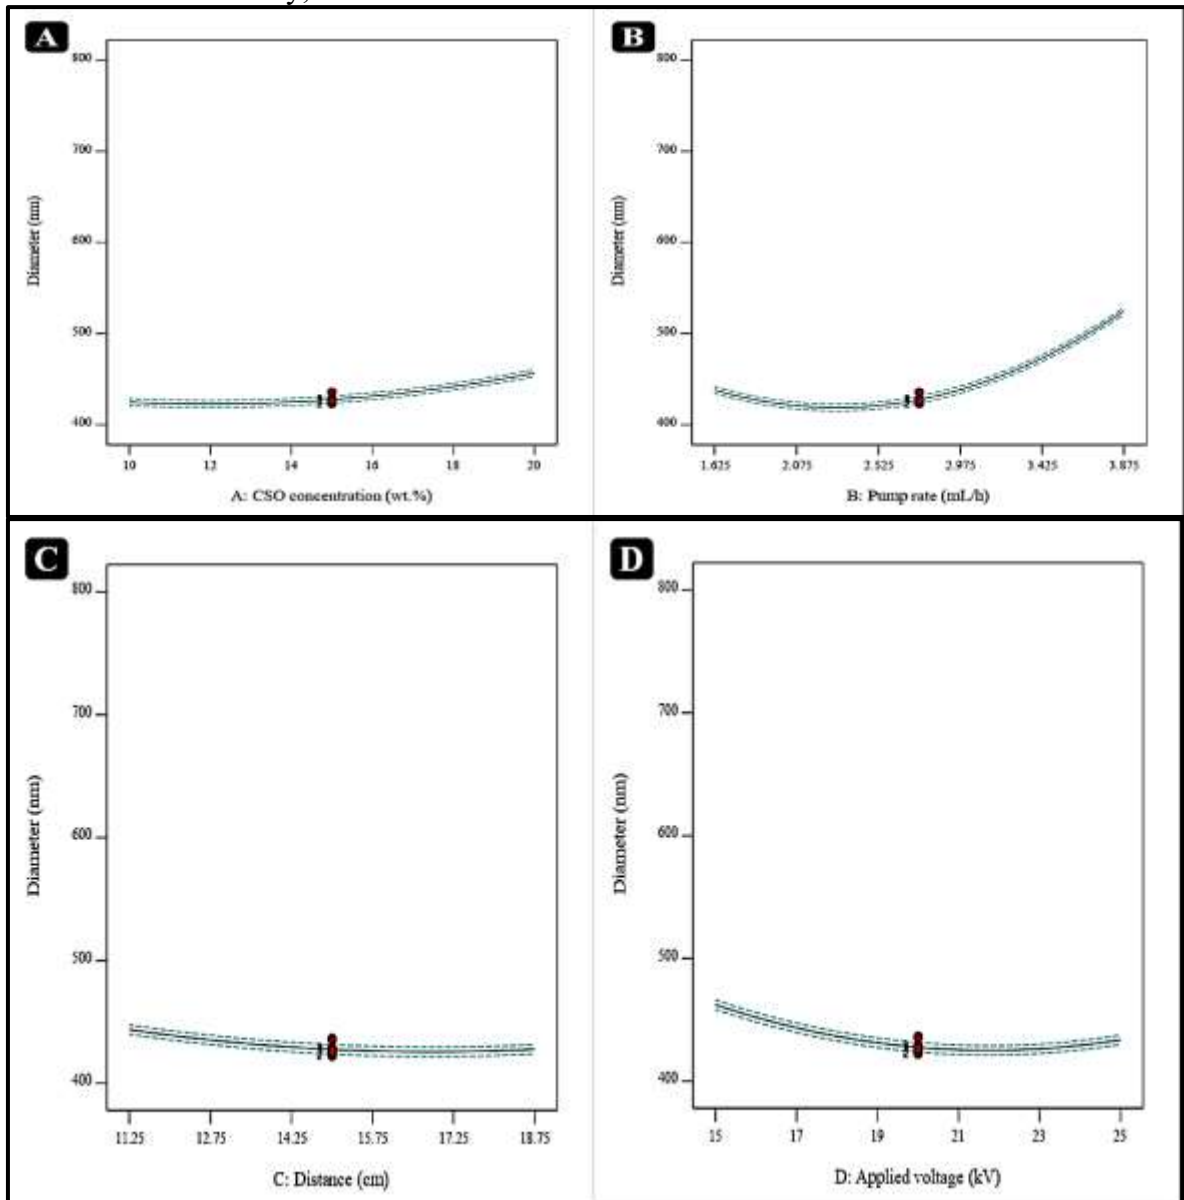 A
800
700
600
500
400
Diameter (nm)
10 12 14 16 18 20
A: CSO concentration (wt.%)
B
800
700
600
500
400
Diameter (nm)
1.625 2.075 2.525 2.975 3.425 3.875
B: Pump rate (mL/h)
C
800
700
600
500
400
Diameter (nm)
11.25 12.75 14.25 15.75 17.25 18.75
C: Distance (cm)
D
800
700
600
500
400
Diameter (nm)
15 17 19 21 23 25
D: Applied voltage (kV)